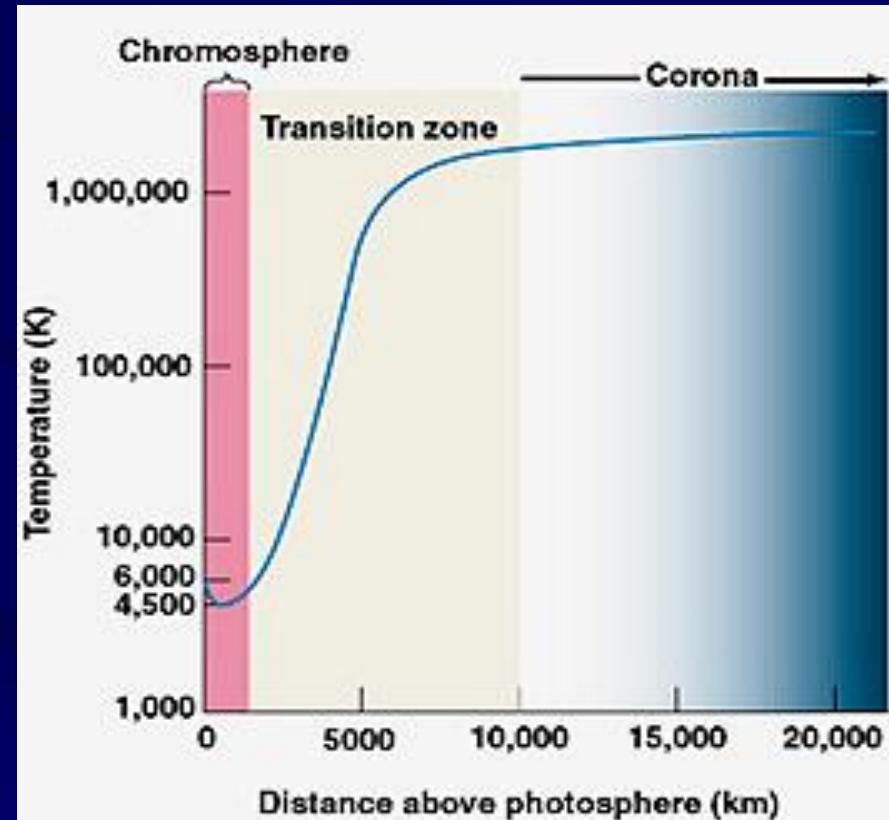 Chromosphere
Corona
Transition zone
1,000,000
100,000
10,000
6,000
4,500
1,000
Temperature (K)
0 5000 10,000 15,000 20,000
Distance above photosphere (km)